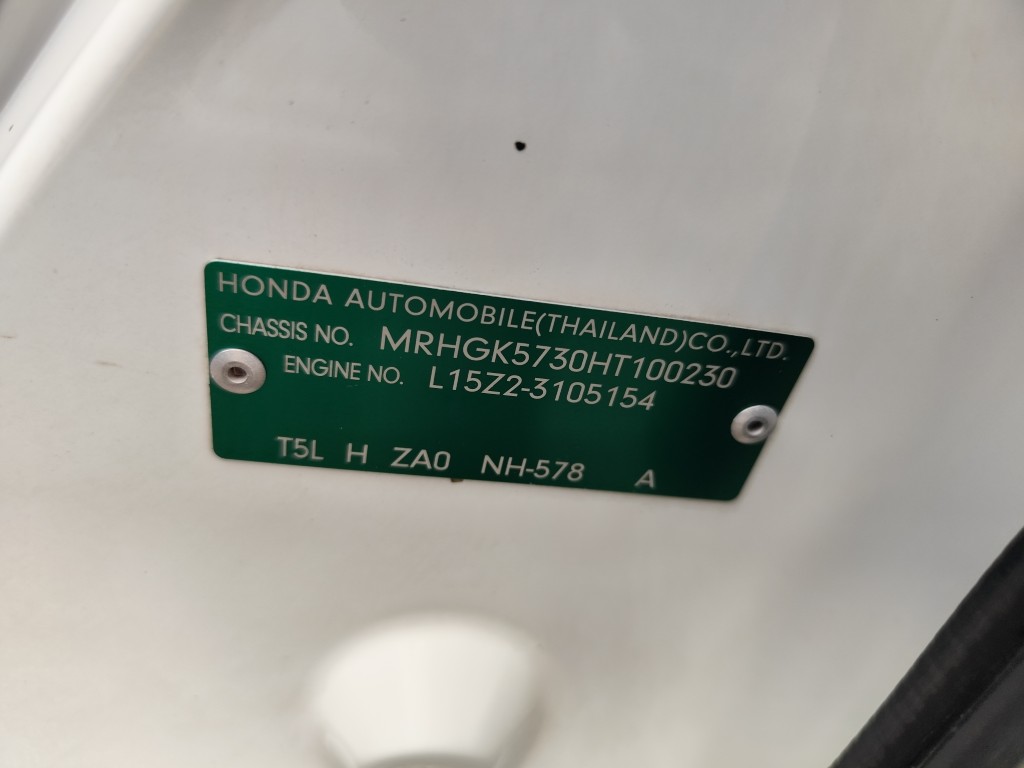 HONDA AUTOMOBILE(THAILAND)CO.,LTD.
CHASSIS NO. MRHGK5730HT100230
ENGINE NO. L15Z2-3105154
T5L H ZA0 NH-578 A